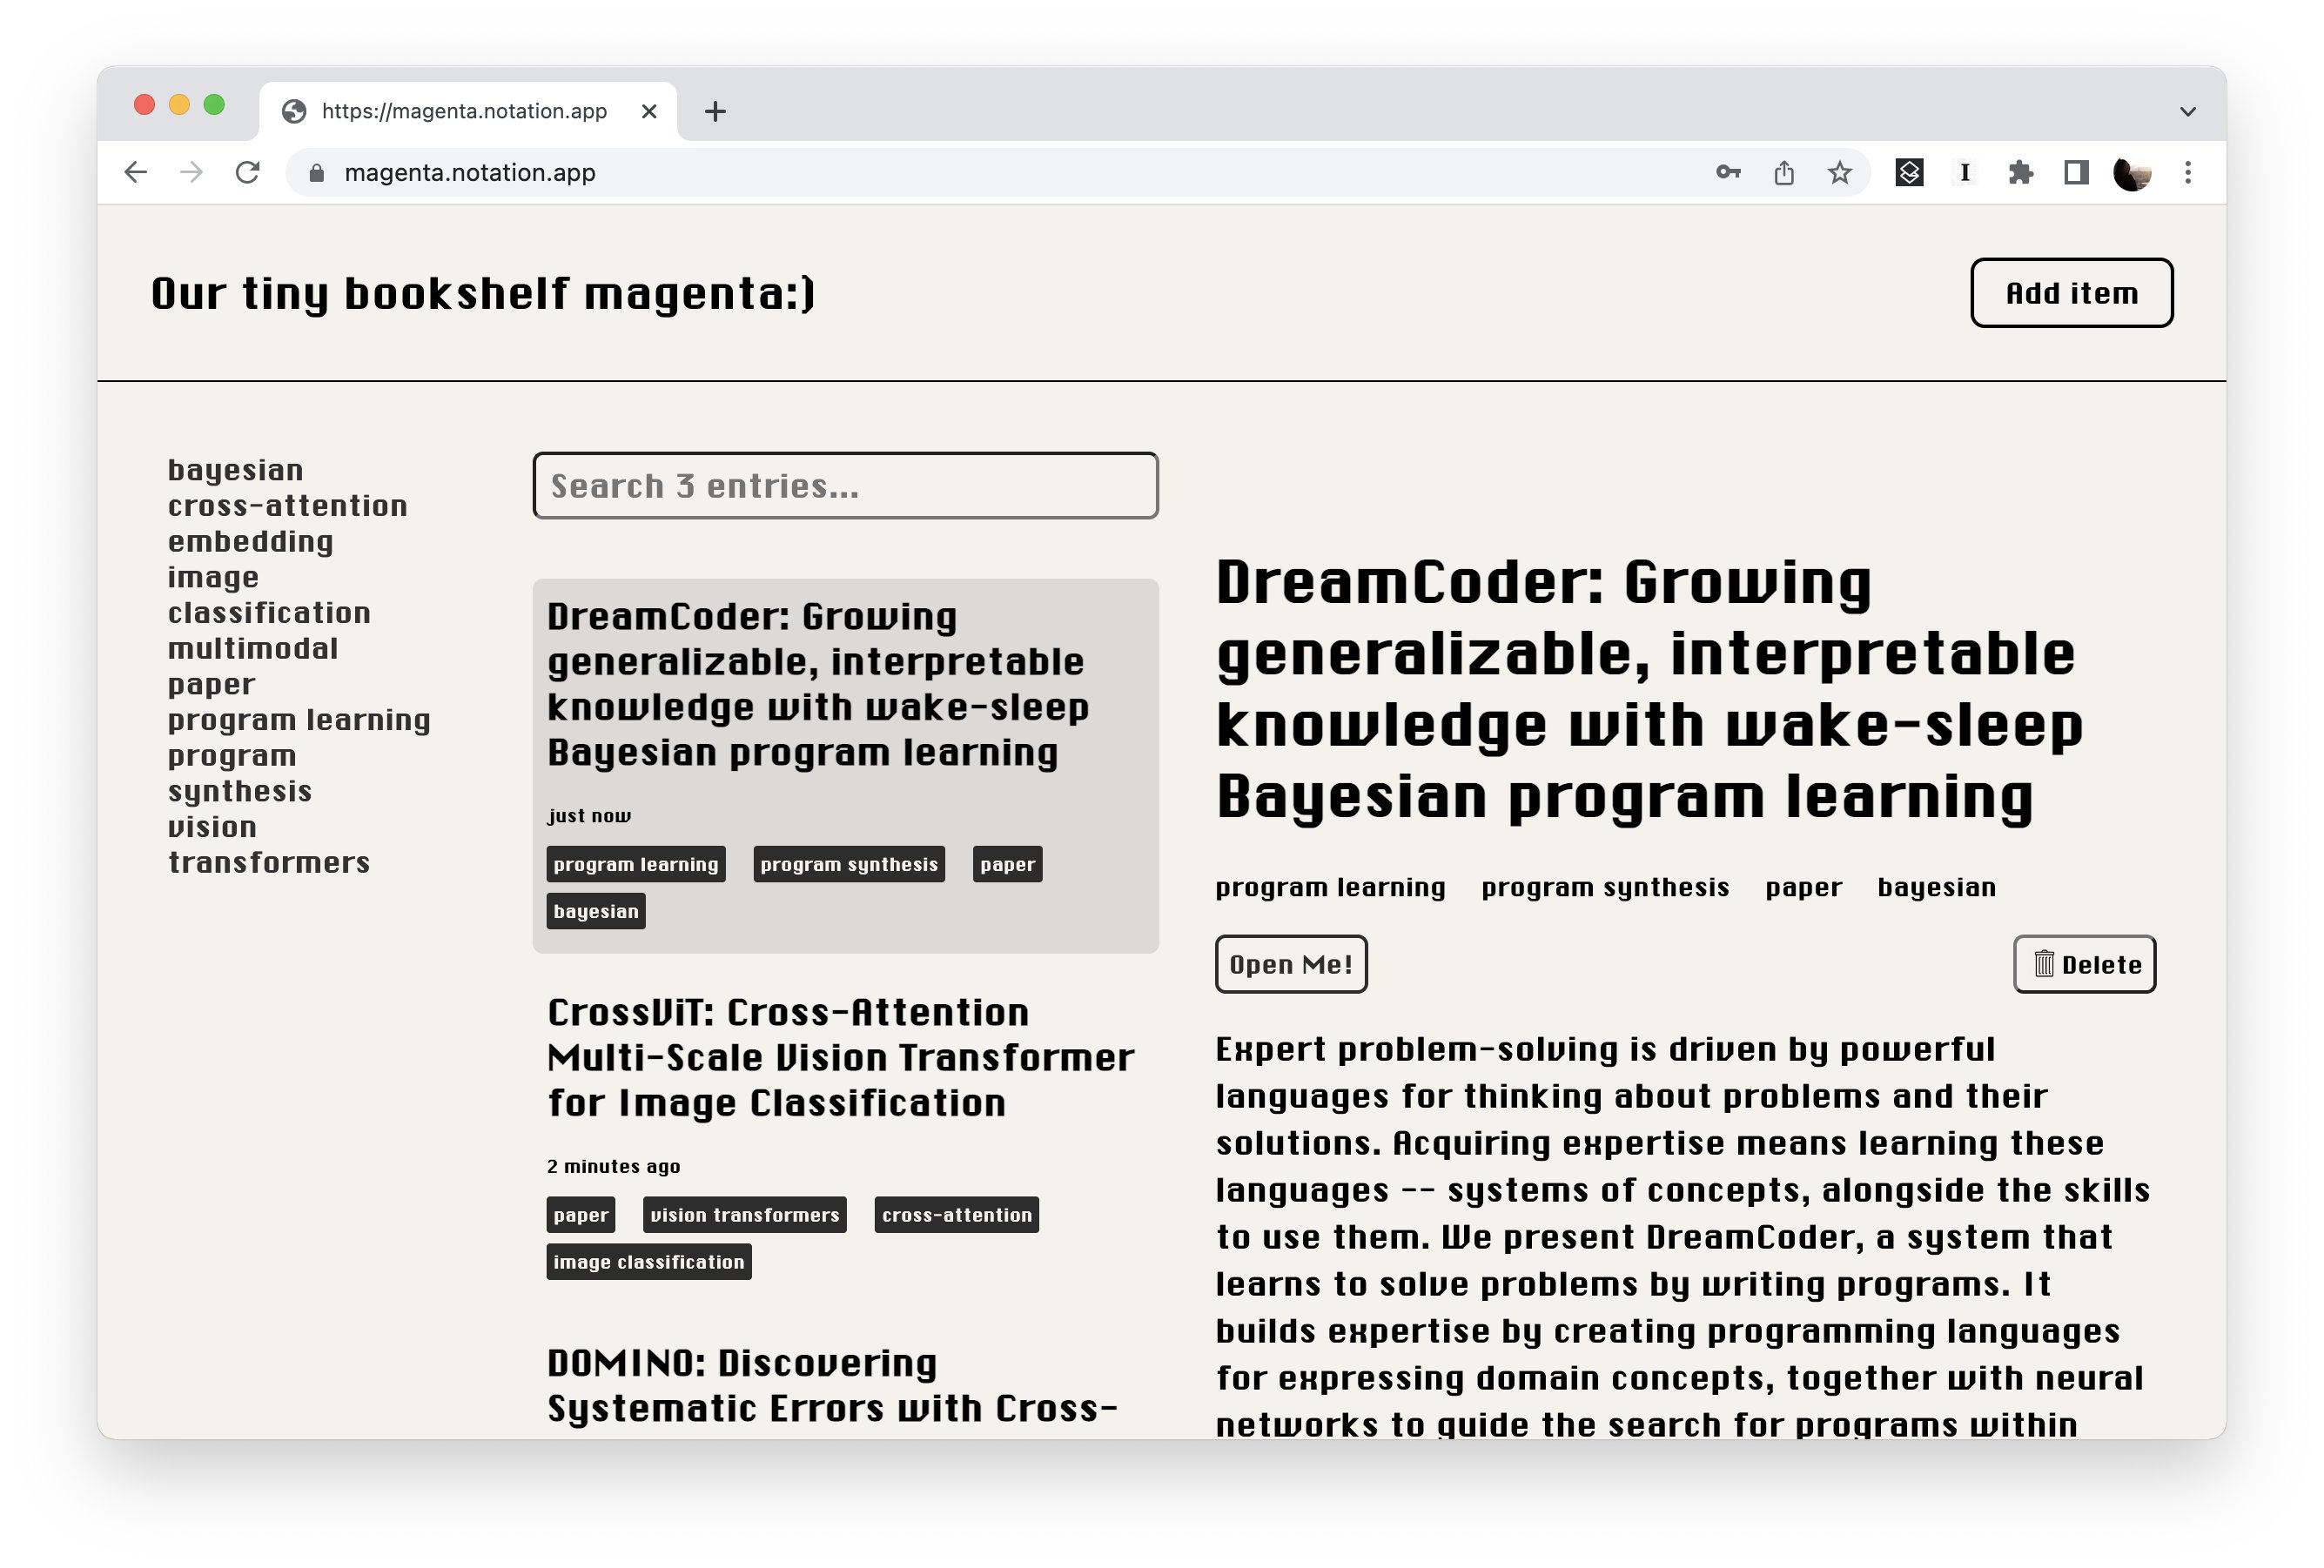 https://magenta.notation.app
magenta.notation.app
I
Our tiny bookshelf magenta:)
Add item
bayesian
cross-attention
embedding
image
classification
multimodal
paper
program learning
program
synthesis
vision
transformers
Search 3 entries...
DreamCoder: Growing
generalizable, interpretable
knowledge with wake-sleep
Bayesian program learning
just now
program learning program synthesis paper
bayesian
CrossViT: Cross-Attention
Multi-Scale Vision Transformer
for Image Classification
2 minutes ago
paper vision transformers cross-attention
image classification
DOMINO: Discovering
Systematic Errors with Cross-
DreamCoder: Growing
generalizable, interpretable
knowledge with wake-sleep
Bayesian program learning
program learning program synthesis paper bayesian
Open Me! Delete
Expert problem-solving is driven by powerful
languages for thinking about problems and their
solutions. Acquiring expertise means learning these
languages -- systems of concepts, alongside the skills
to use them. We present DreamCoder, a system that
learns to solve problems by writing programs. It
builds expertise by creating programming languages
for expressing domain concepts, together with neural
networks to guide the search for programs within